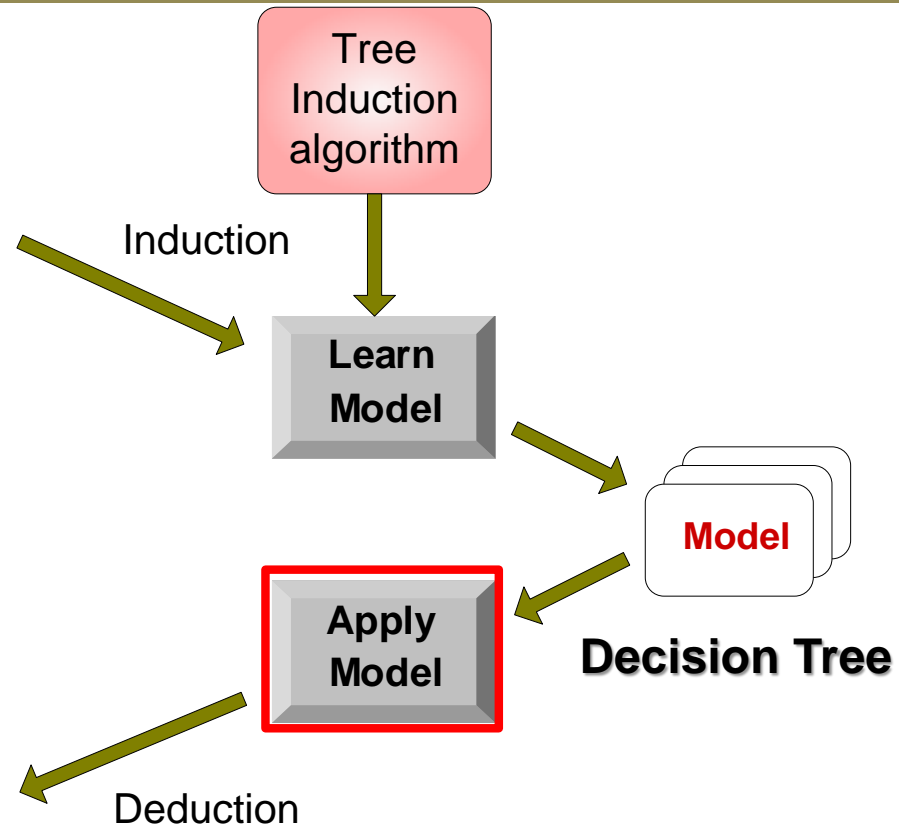 Tree
Induction
algorithm
Induction
Learn
Model
Model
Apply
Model
Decision Tree
Deduction